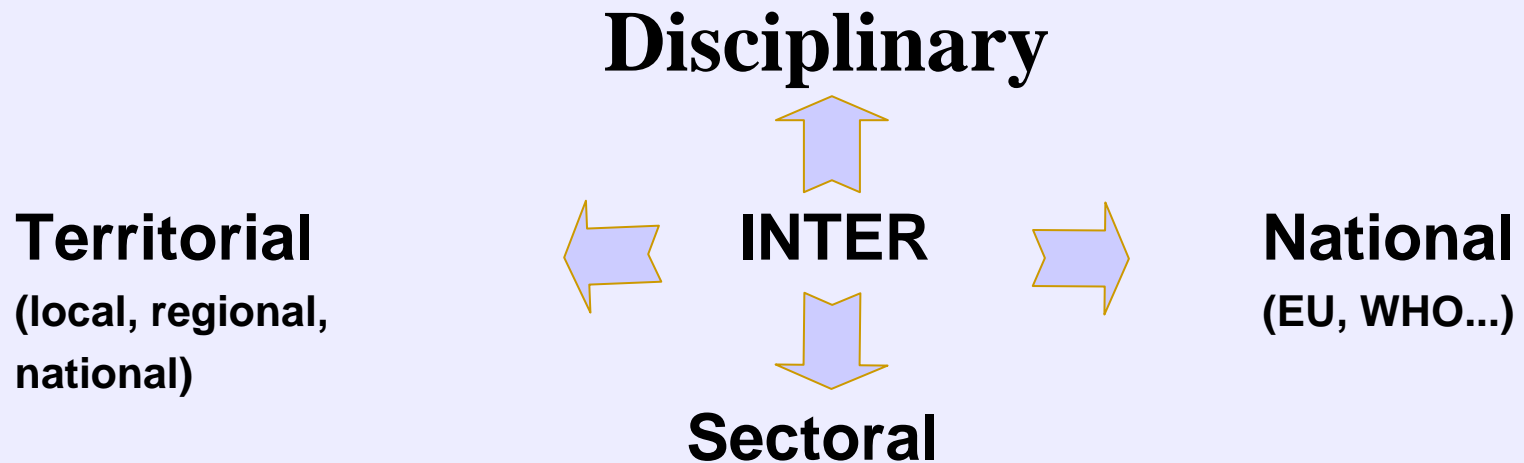 Disciplinary
Territorial
(local, regional,
national)
INTER
National
(EU, WHO...)
Sectoral